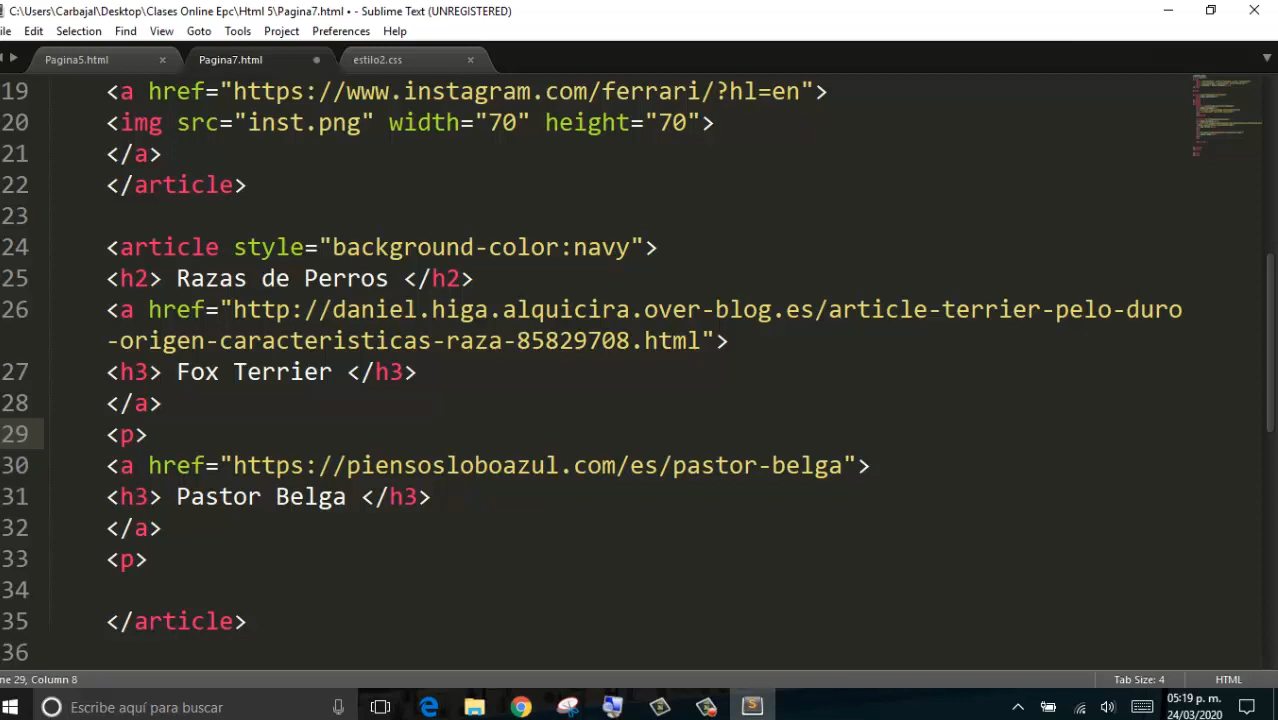 C:\Users\Carbajal\Desktop\Clases Online Epc\Html 5\Pagina7.html • - Sublime Text (UNREGISTERED)
ile Edit Selection Find View Goto Tools Project Preferences Help
Pagina5.html × Pagina7.html estilo2.css ×
19 <a href="https://www.instagram.com/ferrari/?hl=en">
20 <img src="inst.png" width="70" height="70">
21 </a>
22 </article>
23
24 <article style="background-color:navy">
25 <h2> Razas de Perros </h2>
26 <a href="http://daniel.higa.alquicira.over-blog.es/article-terrier-pelo-duro
-origen-caracteristicas-raza-85829708.html">
27 <h3> Fox Terrier </h3>
28 </a>
29 <p>
30 <a href="https://piensosloboazul.com/es/pastor-belga">
31 <h3> Pastor Belga </h3>
32 </a>
33 <p>
34
35 </article>
36
ine 29, Column 8 Tab Size: 4 HTML
Escribe aquí para buscar
05:19 p. m.
24/03/2020